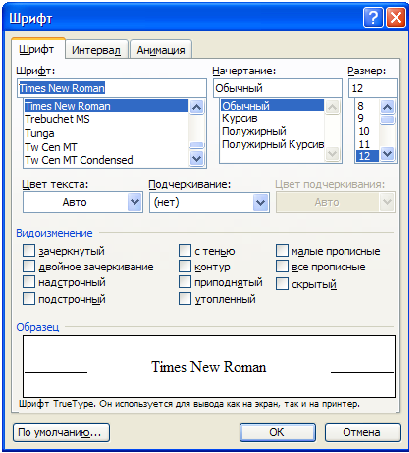 Шрифт
Шрифт Интервал Анимация
Шрифт: Начертание: Размер:
Times New Roman Обычный 12
Times New Roman Обычный 8
Trebuchet MS Курсив 9
Tunga Полужирный 10
Tw Cen MT Полужирный Курсив 11
Tw Cen MT Condensed 12
Цвет текста: Подчеркивание: Цвет подчеркивания:
Авто (нет) Авто
Видоизменение
зачеркнутый с тенью малые прописные
двойное зачеркивание контур все прописные
надстрочный приподнятый скрытый
подстрочный утопленный
Образец
Times New Roman
Шрифт TrueType. Он используется для вывода как на экран, так и на принтер.
По умолчанию... ОК Отмена